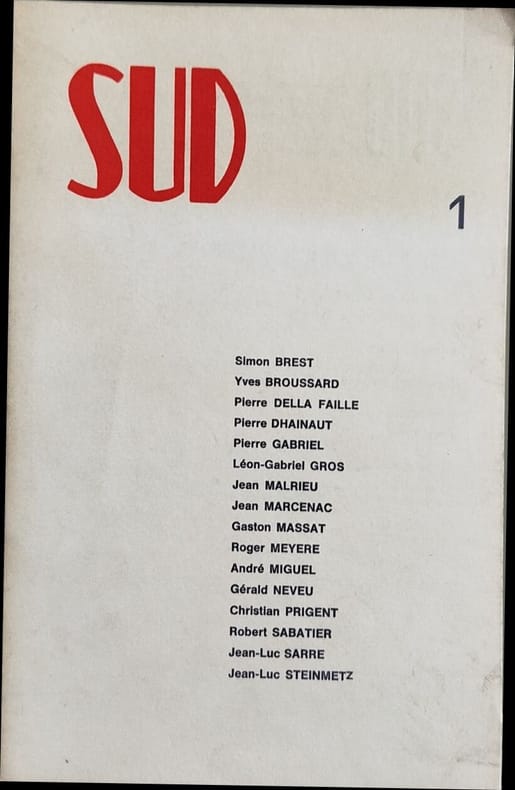 SUD
1
Simon BREST
Yves BROUSSARD
Pierre DELLA FAILLE
Pierre DHAINAUT
Pierre GABRIEL
Léon-Gabriel GROS
Jean MALRIEU
Jean MARCENAC
Gaston MASSAT
Roger MEYERE
André MIGUEL
Gérald NEVEU
Christian PRIGENT
Robert SABATIER
Jean-Luc SARRE
Jean-Luc STEINMETZ